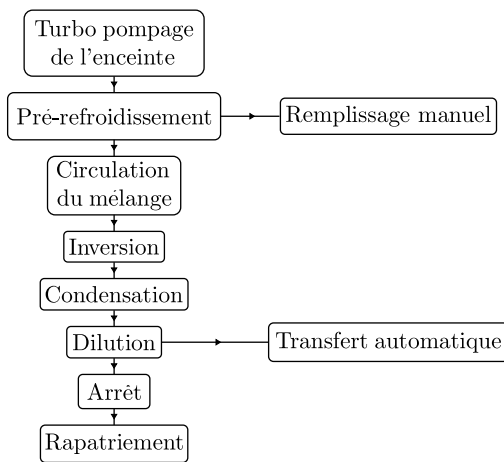 Turbo pompage
de l'enceinte
Pré-refroidissement
Remplissage manuel
Circulation
du mélange
Inversion
Condensation
Dilution
Transfert automatique
Arrêt
Rapatriement